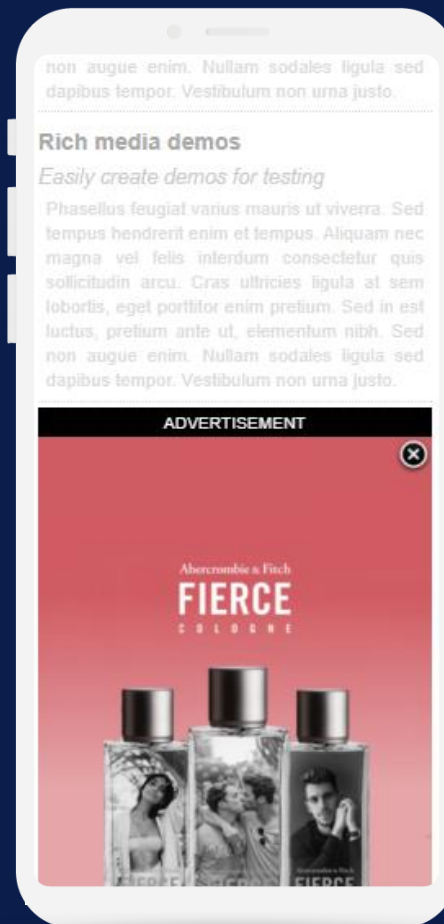 non augue enim. Nullam sodales ligula sed
dapibus tempor. Vestibulum non urna justo.
Rich media demos
Easily create demos for testing
Phasellus feugiat varius mauris ut viverra. Sed
tempus hendrerit enim et tempus. Aliquam nec
magna vel felis interdum consectetur quis
sollicitudin arcu. Cras ultricies ligula at sem
lobortis, eget porttitor enim pretium. Sed in est
luctus, pretium ante ut, elementum nibh. Sed
non augue enim. Nullam sodales ligula sed
dapibus tempor. Vestibulum non urna justo.
ADVERTISEMENT
Abercrombie & Fitch
FIERCE
COLOGNE
Abercrombie & Fitch
FIERCE
FIERCE